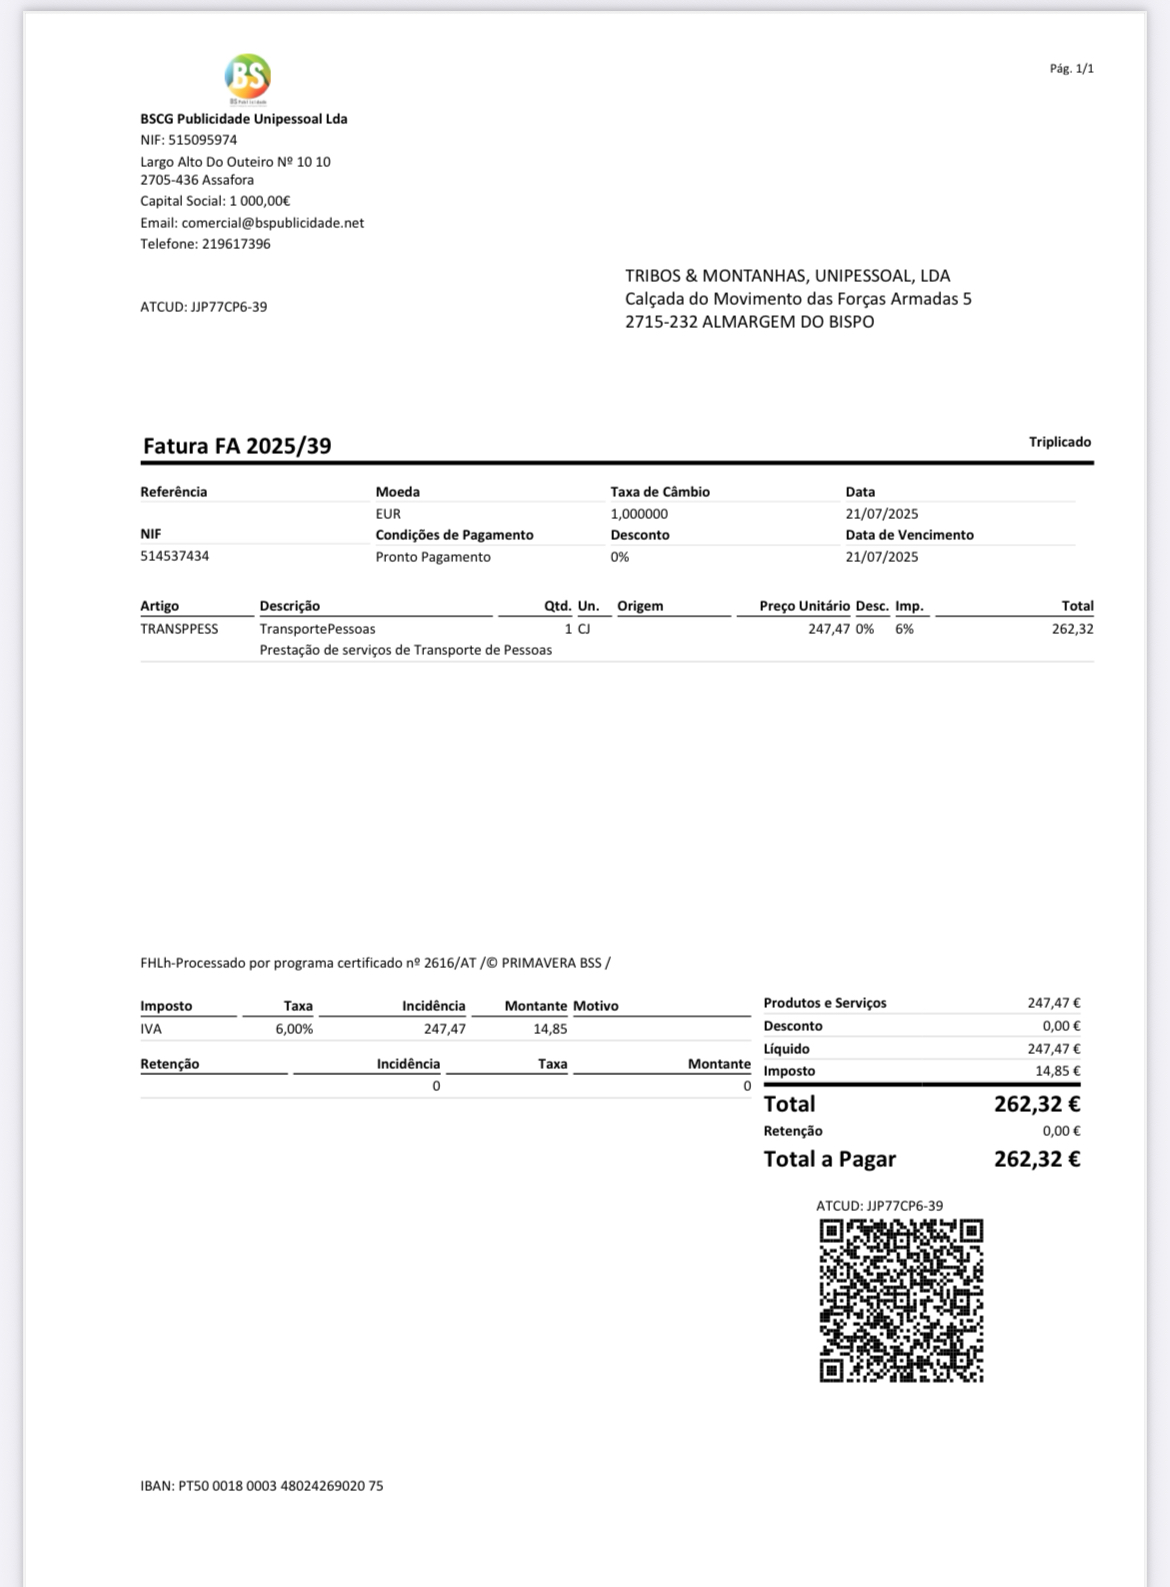 BS
BS Publicidade
Pág. 1/1
BSCG Publicidade Unipessoal Lda
NIF: 515095974
Largo Alto Do Outeiro Nº 10 10
2705-436 Assafora
Capital Social: 1 000,00€
Email: comercial@bspublicidade.net
Telefone: 219617396
ATCUD: JJP77CP6-39
TRIBOS & MONTANHAS, UNIPESSOAL, LDA
Calçada do Movimento das Forças Armadas 5
2715-232 ALMARGEM DO BISPO
Fatura FA 2025/39 Triplicado
Referência Moeda Taxa de Câmbio Data
EUR 1,000000 21/07/2025
NIF Condições de Pagamento Desconto Data de Vencimento
514537434 Pronto Pagamento 0% 21/07/2025
Artigo Descrição Qtd. Un. Origem Preço Unitário Desc. Imp. Total
TRANSPPESS TransportePessoas 1 CJ 247,47 0% 6% 262,32
Prestação de serviços de Transporte de Pessoas
FHLh-Processado por programa certificado nº 2616/AT /© PRIMAVERA BSS /
Imposto Taxa Incidência Montante Motivo
IVA 6,00% 247,47 14,85
Retenção Incidência Taxa Montante
0 0
Produtos e Serviços 247,47 €
Desconto 0,00 €
Líquido 247,47 €
Imposto 14,85 €
Total 262,32 €
Retenção 0,00 €
Total a Pagar 262,32 €
ATCUD: JJP77CP6-39
IBAN: PT50 0018 0003 48024269020 75